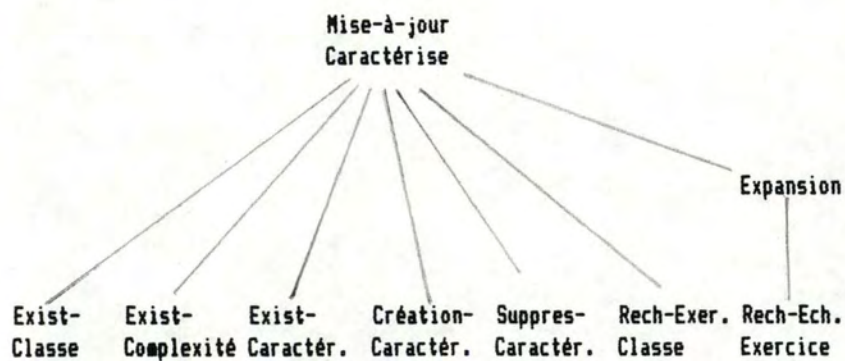 Mise-à-jour
Caractérise
Expansion
Exist- Exist- Exist- Création- Suppres- Rech-Exer. Rech-Ech.
Classe Complexité Caractér. Caractér. Caractér. Classe Exercice